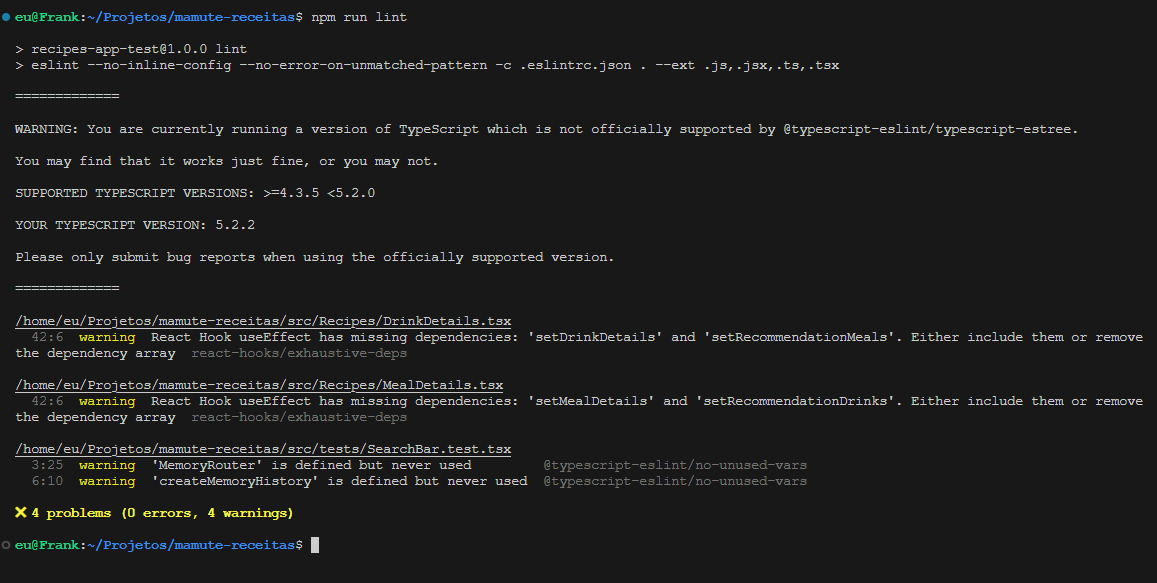 eu@Frank:~/Projetos/mamute-receitas$ npm run lint
> recipes-app-test@1.0.0 lint
> eslint --no-inline-config --no-error-on-unmatched-pattern -c .eslintrc.json . --ext .js,.jsx,.ts,.tsx
=============
WARNING: You are currently running a version of TypeScript which is not officially supported by @typescript-eslint/typescript-estree.
You may find that it works just fine, or you may not.
SUPPORTED TYPESCRIPT VERSIONS: >=4.3.5 <5.2.0
YOUR TYPESCRIPT VERSION: 5.2.2
Please only submit bug reports when using the officially supported version.
=============
/home/eu/Projetos/mamute-receitas/src/Recipes/DrinkDetails.tsx
42:6  warning  React Hook useEffect has missing dependencies: 'setDrinkDetails' and 'setRecommendationMeals'. Either include them or remove
the dependency array  react-hooks/exhaustive-deps
/home/eu/Projetos/mamute-receitas/src/Recipes/MealDetails.tsx
42:6  warning  React Hook useEffect has missing dependencies: 'setMealDetails' and 'setRecommendationDrinks'. Either include them or remove
the dependency array  react-hooks/exhaustive-deps
/home/eu/Projetos/mamute-receitas/src/tests/SearchBar.test.tsx
3:25  warning  'MemoryRouter' is defined but never used         @typescript-eslint/no-unused-vars
6:10  warning  'createMemoryHistory' is defined but never used  @typescript-eslint/no-unused-vars
✖ 4 problems (0 errors, 4 warnings)
eu@Frank:~/Projetos/mamute-receitas$